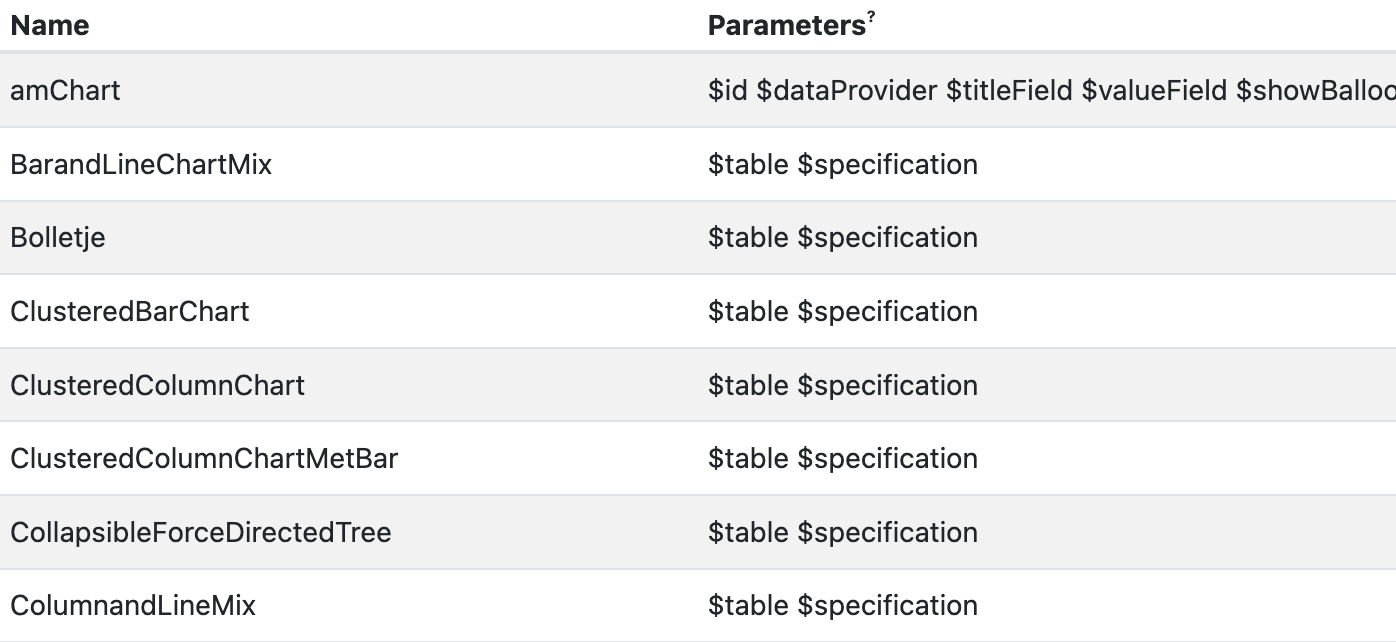 Name Parameters?
amChart $id $dataProvider $titleField $valueField $showBalloo
BarandLineChartMix $table $specification
Bolletje $table $specification
ClusteredBarChart $table $specification
ClusteredColumnChart $table $specification
ClusteredColumnChartMetBar $table $specification
CollapsibleForceDirectedTree $table $specification
ColumnandLineMix $table $specification